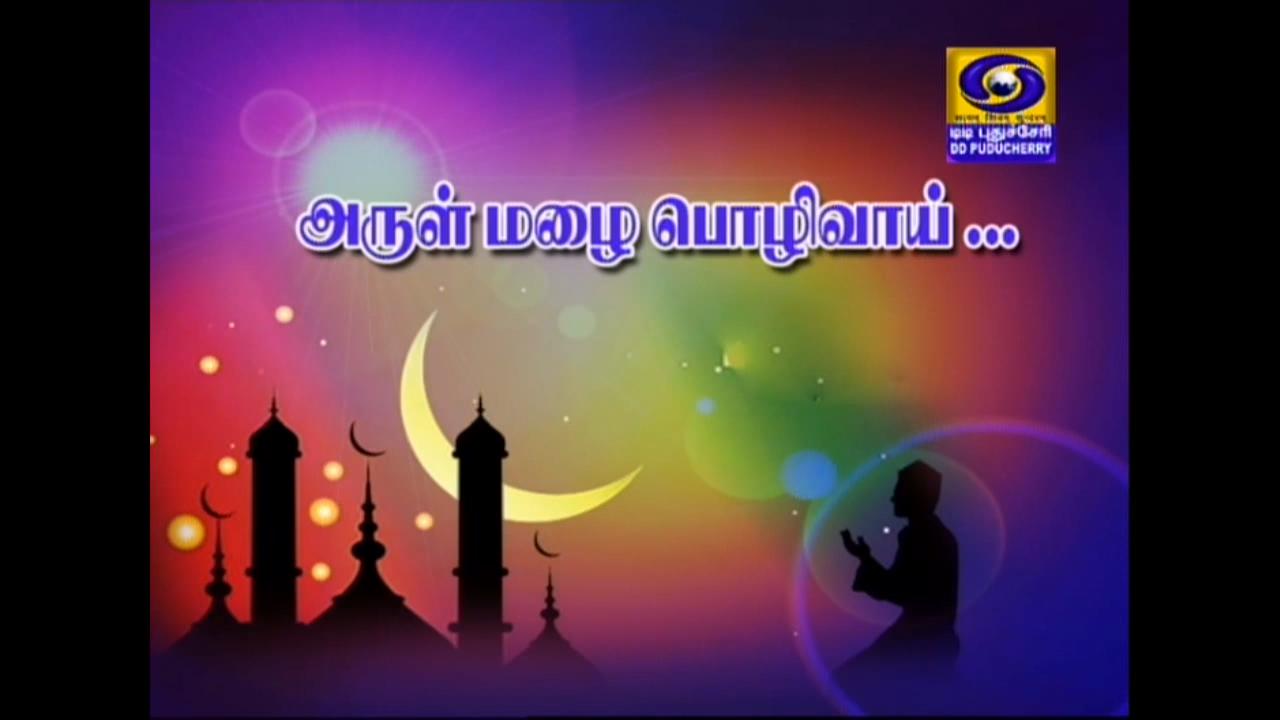 டிடி புதுச்சேரி
DD PUDUCHERRY
அருள் மழை பொழிவாய் ...